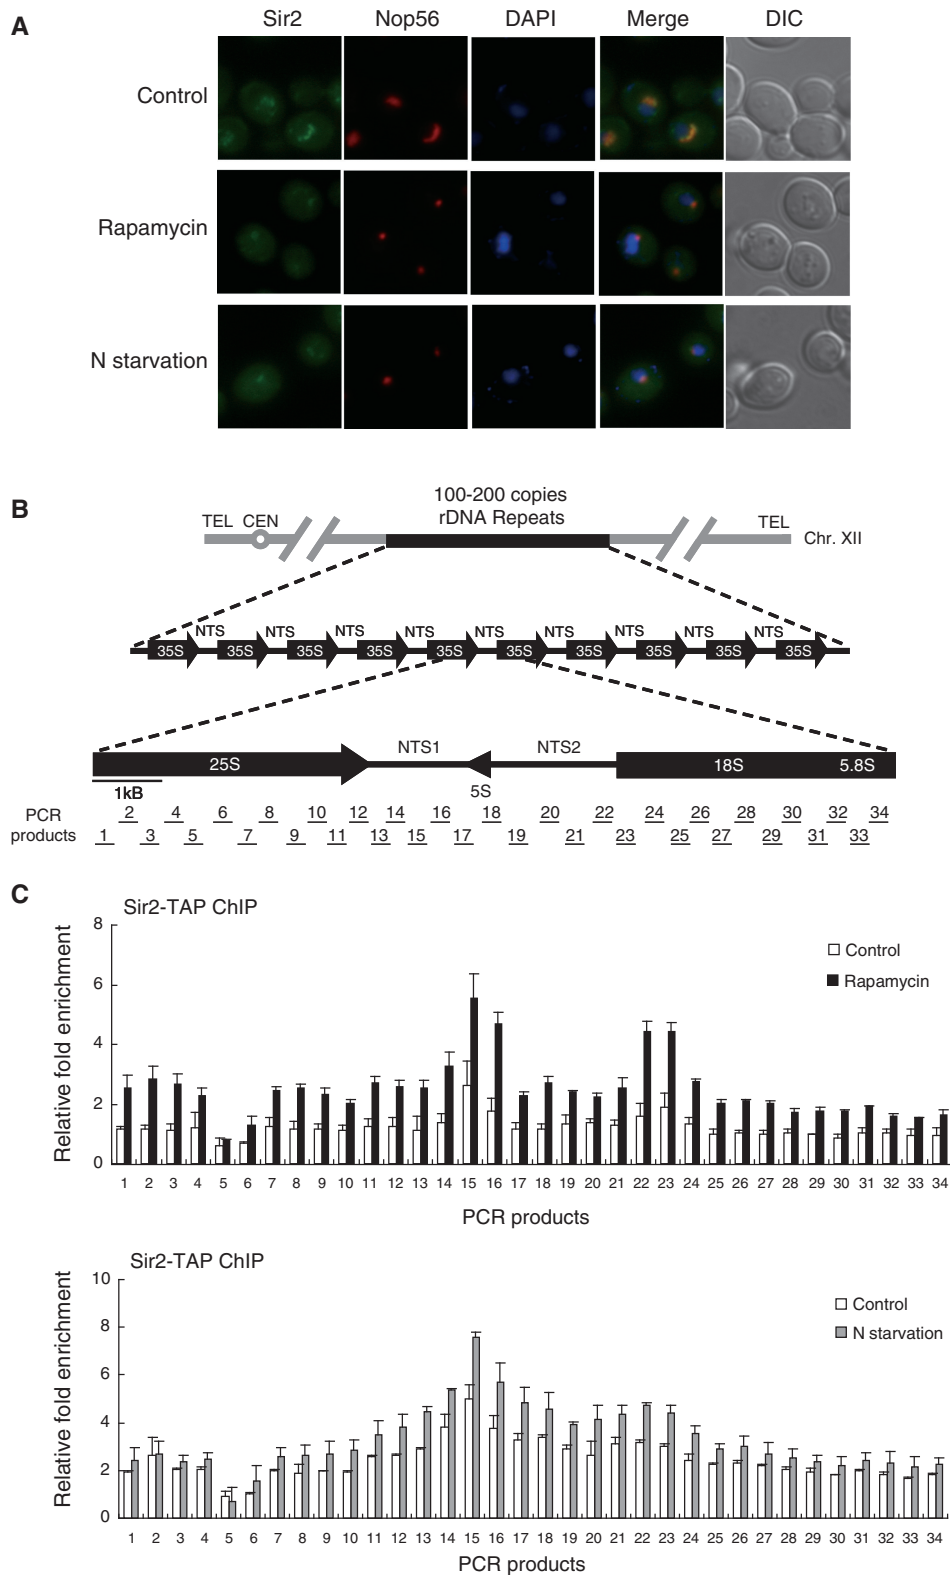 A
Sir2 Nop56 DAPI Merge DIC
Control
Rapamycin
N starvation
B
100-200 copies
rDNA Repeats
TEL CEN TEL
Chr. XII
NTS NTS NTS NTS NTS NTS NTS NTS NTS
35S 35S 35S 35S 35S 35S 35S 35S 35S 35S
NTS1 NTS2
25S 18S 5.8S
1kB 5S
PCR products
2 4 6 8 10 12 14 16 18 20 22 24 26 28 30 32 34
1 3 5 7 9 11 13 15 17 19 21 23 25 27 29 31 33
C
Sir2-TAP ChIP
Relative fold enrichment
8
6
4
2
0
Control
Rapamycin
1 2 3 4 5 6 7 8 9 10 11 12 13 14 15 16 17 18 19 20 21 22 23 24 25 26 27 28 29 30 31 32 33 34
PCR products
Sir2-TAP ChIP
Relative fold enrichment
10
8
6
4
2
0
Control
N starvation
1 2 3 4 5 6 7 8 9 10 11 12 13 14 15 16 17 18 19 20 21 22 23 24 25 26 27 28 29 30 31 32 33 34
PCR products